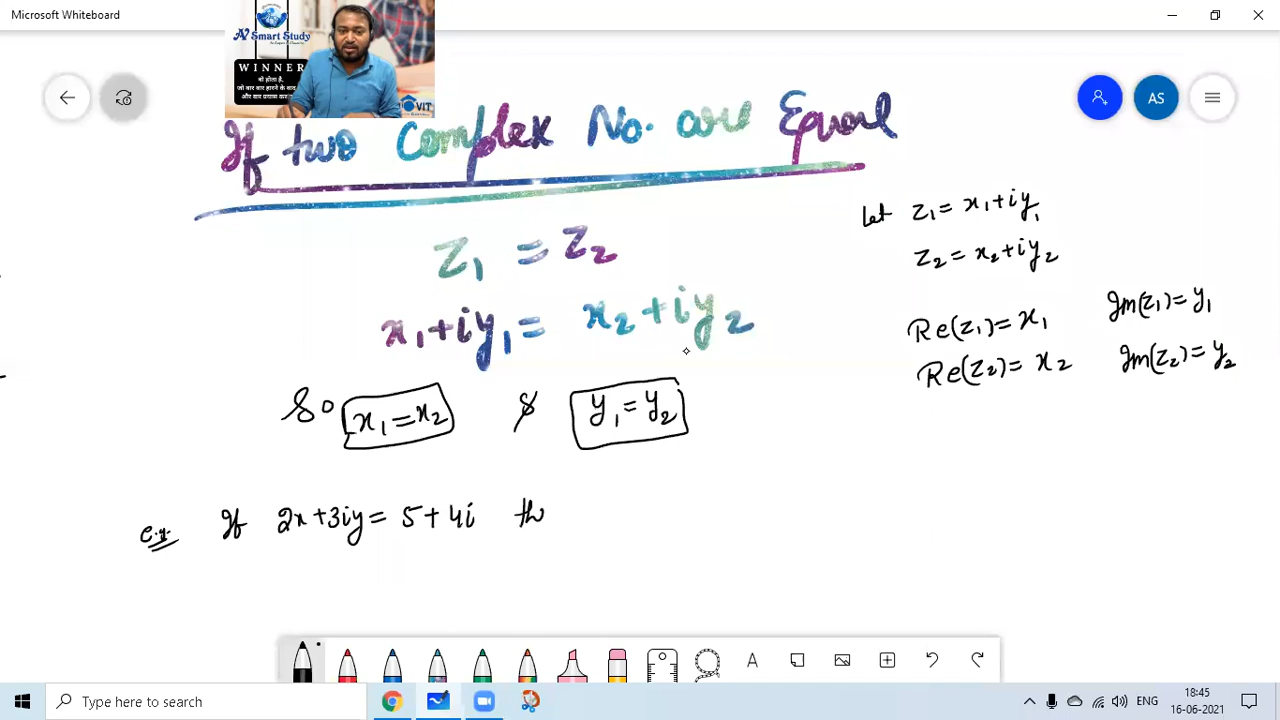 Microsoft Whiteboard
AV Smart Study
WINNER
वो होता है,
जो बार बार हारने के बाद
VIT
AS
If two Complex No. are Equal
Z₁ = Z₂
x₁+iy₁ = x₂+iy₂
So x₁=x₂ & y₁=y₂
Let z₁ = x₁+iy₁
z₂ = x₂+iy₂
Re(z₁) = x₁ Im(z₁) = y₁
Re(z₂) = x₂ Im(z₂) = y₂
e.g. If 2x+3iy = 5+4i th
A
Type here to search
ENG
18:45
16-06-2021